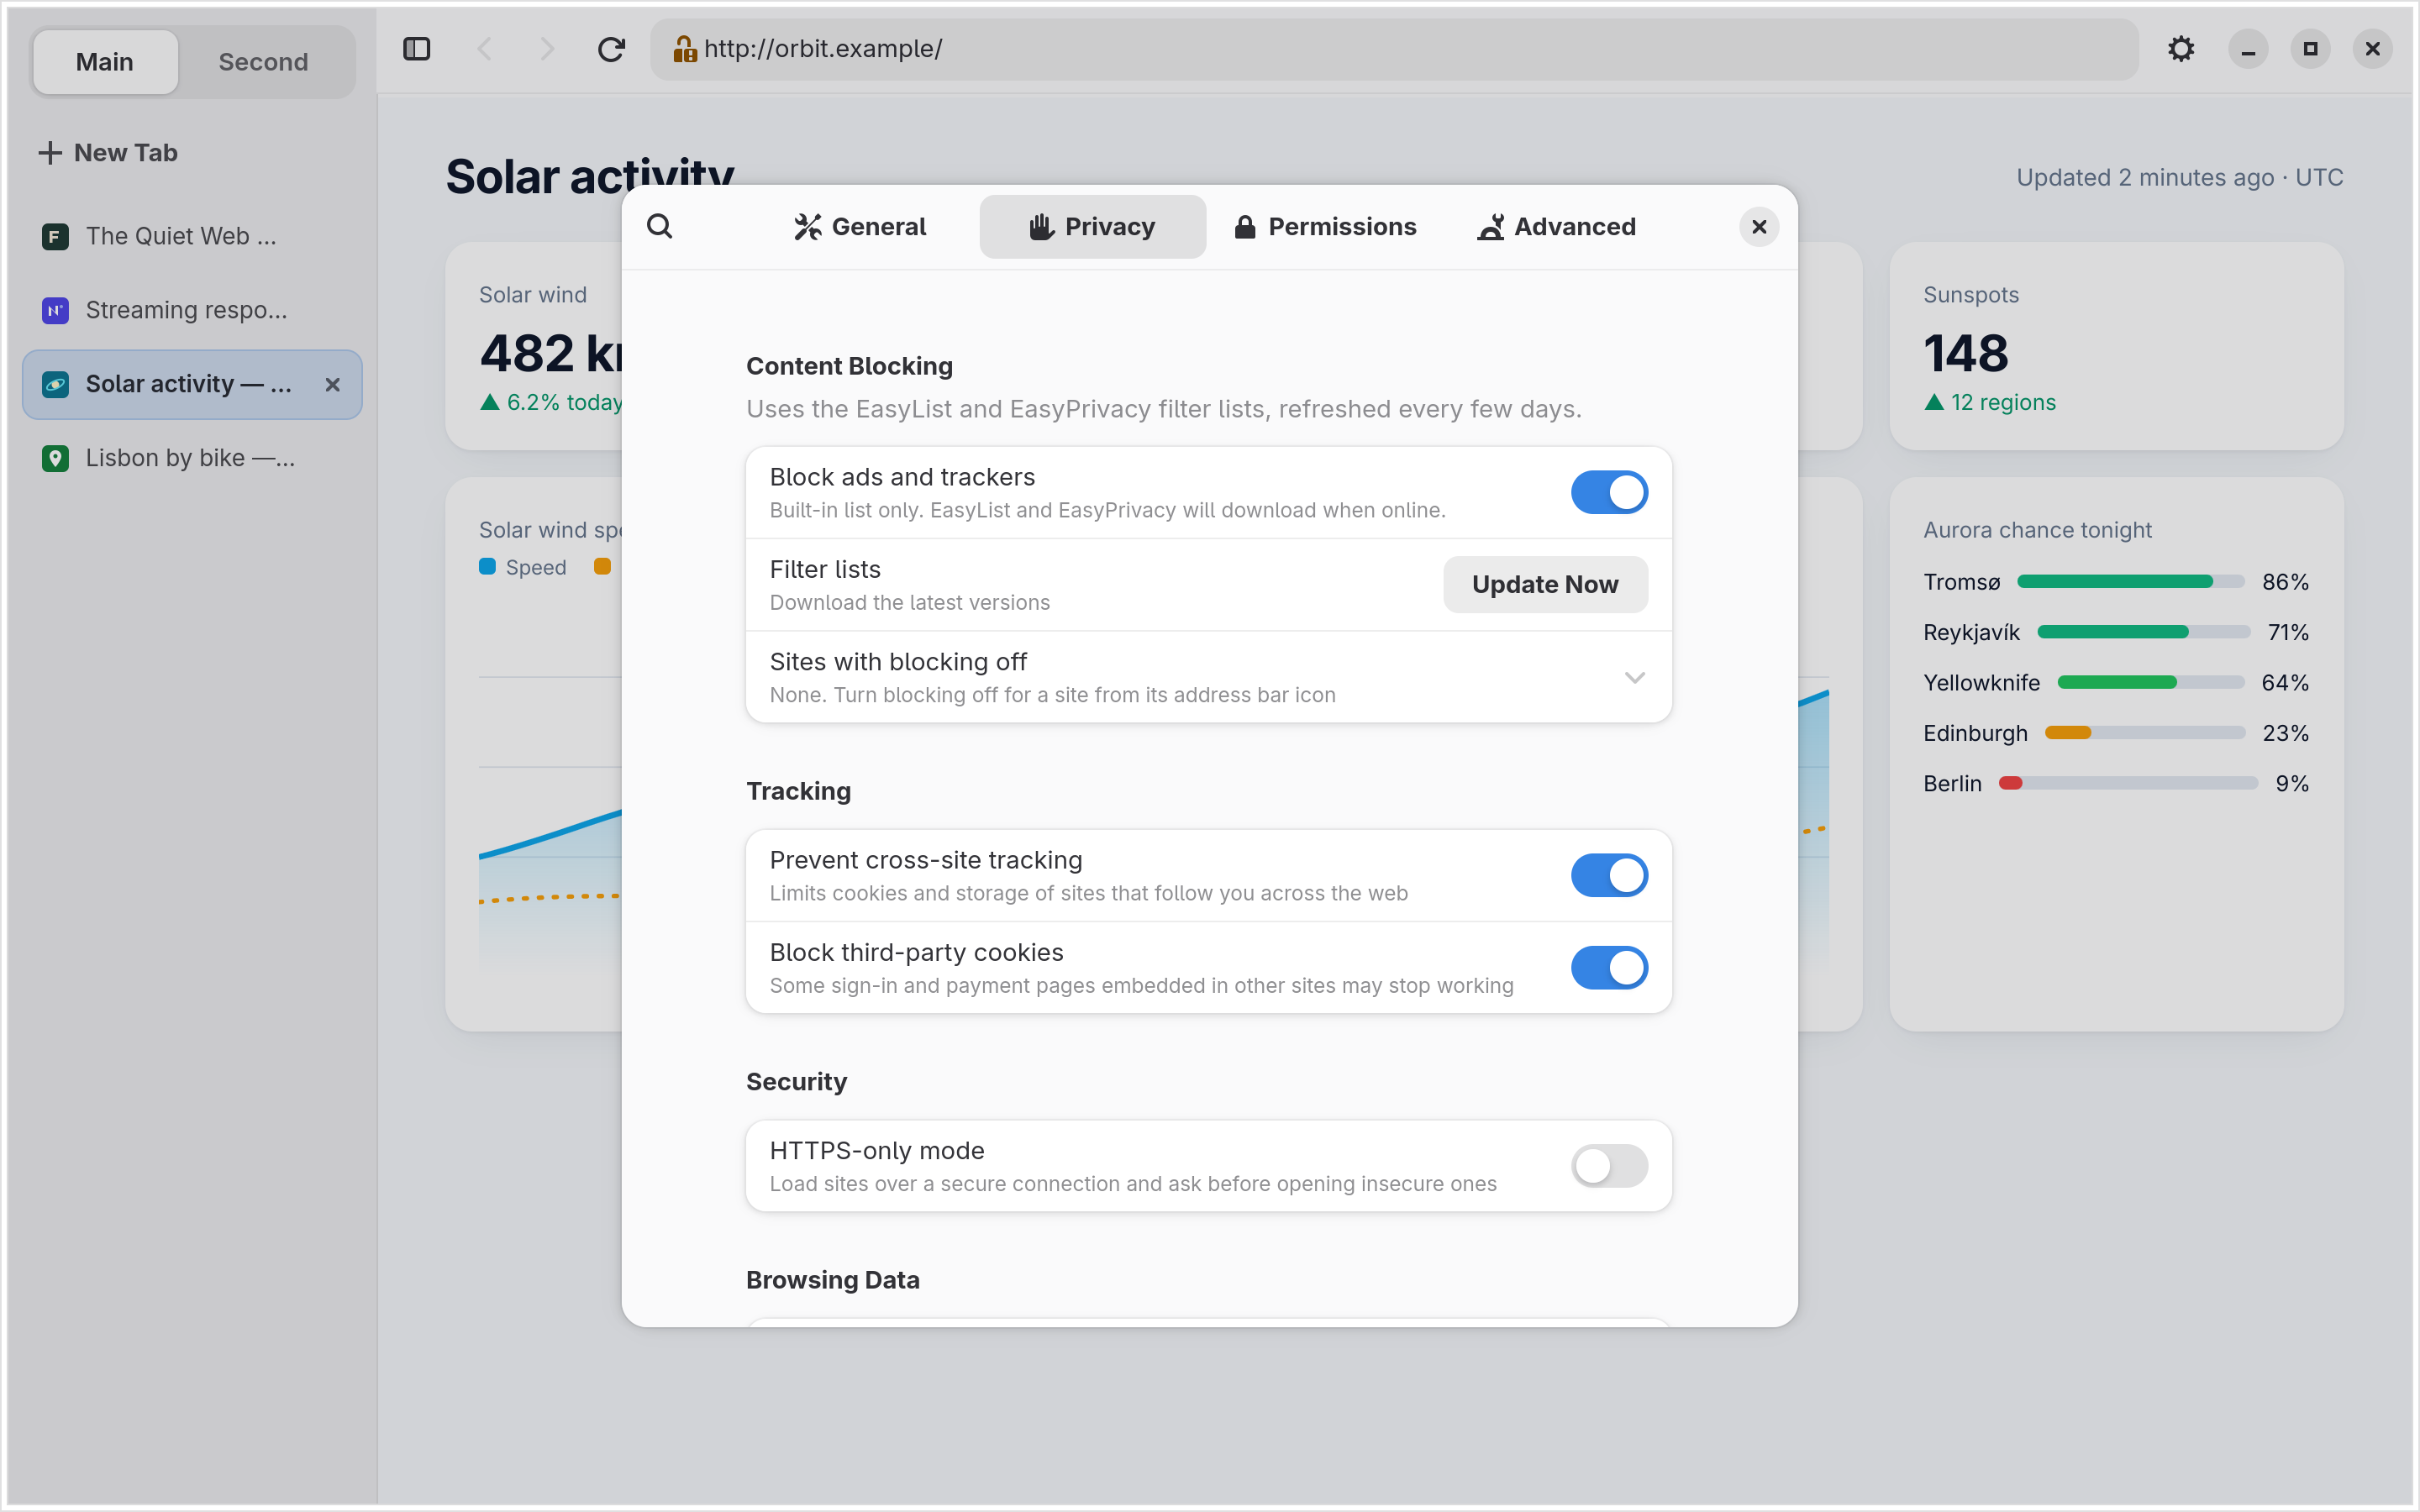 Main
Second
New Tab
The Quiet Web ...
Streaming respo...
Solar activity — ...
Lisbon by bike —...
http://orbit.example/
Solar activity
Updated 2 minutes ago · UTC
Solar wind
482
6.2% today
Solar wind
Speed
Sunspots
148
12 regions
Aurora chance tonight
Tromsø 86%
Reykjavík 71%
Yellowknife 64%
Edinburgh 23%
Berlin 9%
General
Privacy
Permissions
Advanced
Content Blocking
Uses the EasyList and EasyPrivacy filter lists, refreshed every few days.
Block ads and trackers
Built-in list only. EasyList and EasyPrivacy will download when online.
Filter lists
Download the latest versions
Update Now
Sites with blocking off
None. Turn blocking off for a site from its address bar icon
Tracking
Prevent cross-site tracking
Limits cookies and storage of sites that follow you across the web
Block third-party cookies
Some sign-in and payment pages embedded in other sites may stop working
Security
HTTPS-only mode
Load sites over a secure connection and ask before opening insecure ones
Browsing Data